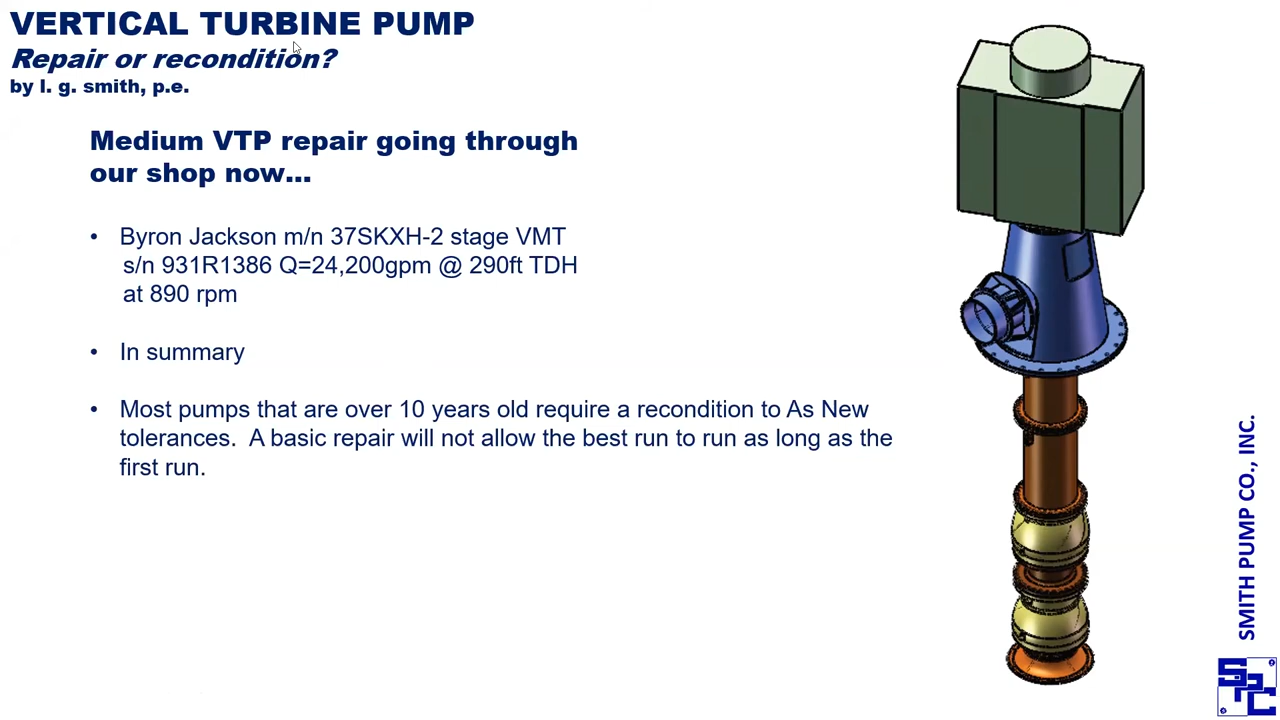 VERTICAL TURBINE PUMP
Repair or recondition?
by l. g. smith, p.e.
Medium VTP repair going through
our shop now...
• Byron Jackson m/n 37SKXH-2 stage VMT
s/n 931R1386 Q=24,200gpm @ 290ft TDH
at 890 rpm
• In summary
• Most pumps that are over 10 years old require a recondition to As New
tolerances.  A basic repair will not allow the best run to run as long as the
first run.
SMITH PUMP CO., INC.
SPC